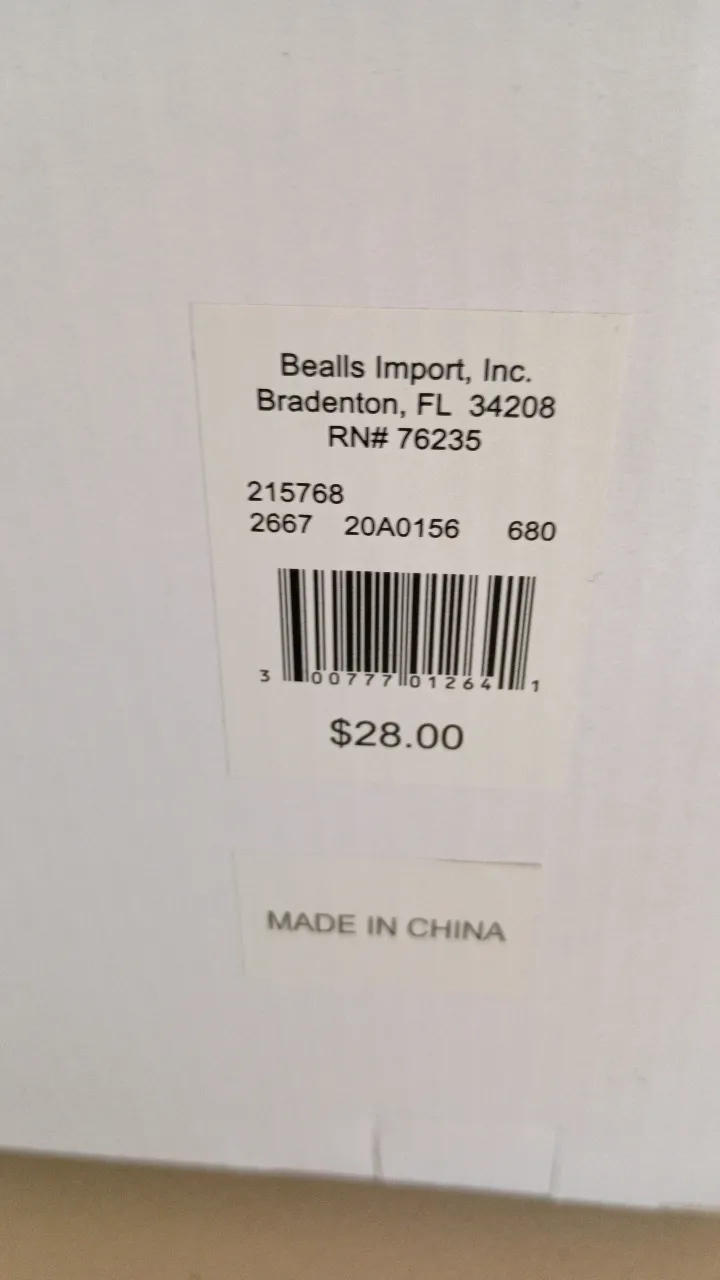 Bealls Import, Inc.
Bradenton, FL 34208
RN# 76235
215768
2667 20A0156 680
3 00777 01264 1
$28.00
MADE IN CHINA